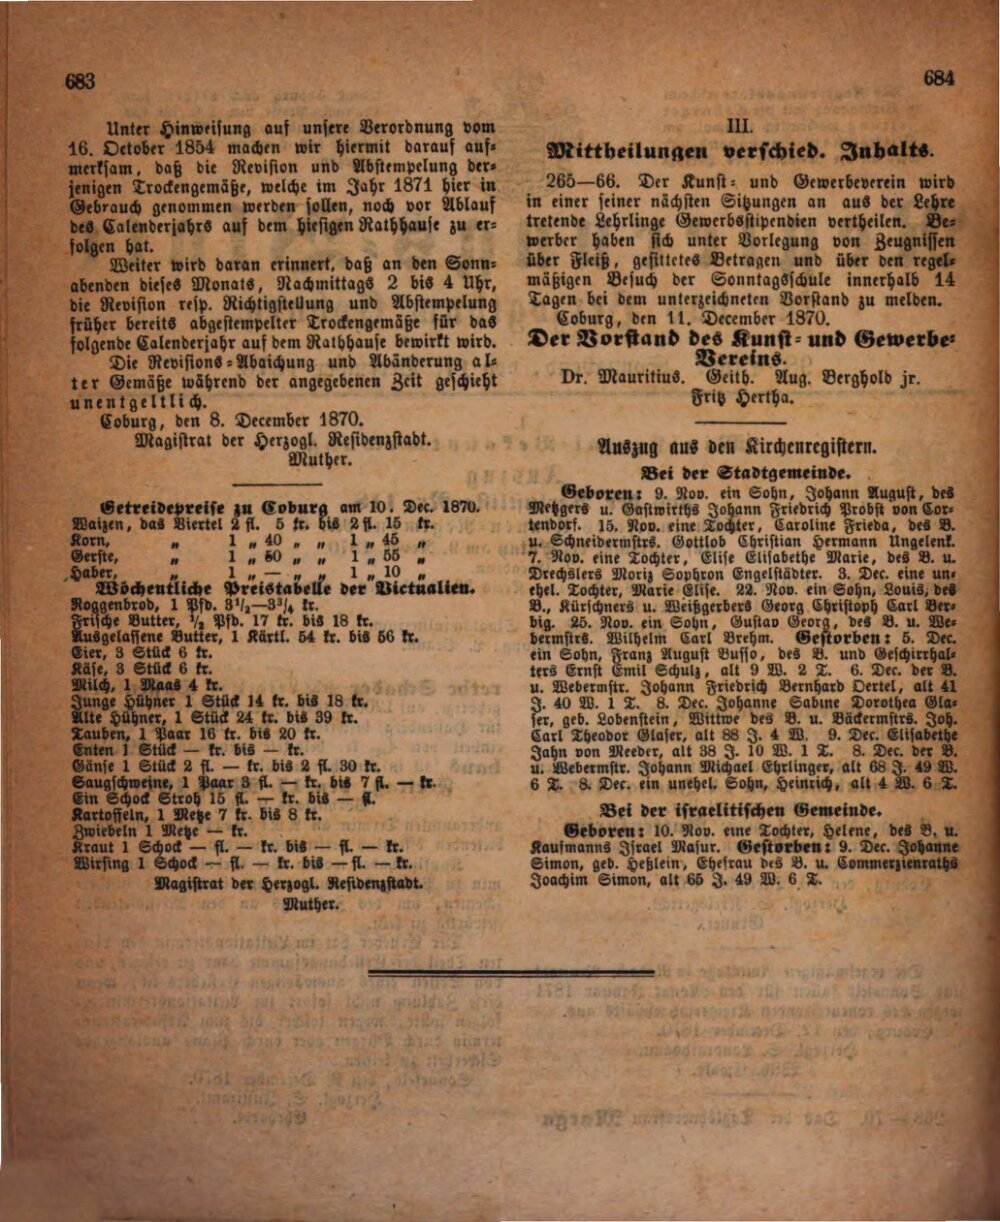 683
Unter Hinweisung auf unsere Verordnung vom
16. October 1854 machen wir hiermit darauf auf-
merksam, daß die Revision und Abstempelung der-
jenigen Trockengemäße, welche im Jahr 1871 hier in
Gebrauch genommen werden sollen, noch vor Ablauf
des Calenderjahrs auf dem hiesigen Rathhause zu er-
folgen hat.
Weiter wird daran erinnert, daß an den Sonn-
abenden dieses Monats, Nachmittags 2 bis 4 Uhr,
die Revision resp. Richtigstellung und Abstempelung
früher bereits abgestempelter Trockengemäße für das
folgende Calenderjahr auf dem Rathhause bewirkt wird.
Die Revisions-Abaichung und Abänderung al-
ter Gemäße während der angegebenen Zeit geschieht
unentgeltlich.
Coburg, den 8. December 1870.
Magistrat der Herzogl. Residenzstadt.
Muther.
Getreidepreise zu Coburg am 10. Dec. 1870.
Waizen, das Viertel 2 fl. 5 kr. bis 2 fl. 15 kr.
Korn, „ 1 „ 40 „ „ 1 „ 45 „
Gerste, „ 1 „ 50 „ „ 1 „ 55 „
Haber, „ 1 „ — „ „ 1 „ 10 „
Wöchentliche Preistabelle der Victualien.
Roggenbrod, 1 Pfd. 3½—3¾ kr.
Frische Butter, ½ Pfd. 17 kr. bis 18 kr.
Ausgelassene Butter, 1 Kärtl. 54 kr. bis 56 kr.
Eier, 3 Stück 6 kr.
Käse, 3 Stück 6 kr.
Milch, 1 Maas 4 kr.
Junge Hühner 1 Stück 14 kr. bis 18 kr.
Alte Hühner, 1 Stück 24 kr. bis 39 kr.
Tauben, 1 Paar 16 kr. bis 20 kr.
Enten 1 Stück — kr. bis — kr.
Gänse 1 Stück 2 fl. — kr. bis 2 fl. 30 kr.
Saugschweine, 1 Paar 3 fl. — kr. bis 7 fl. — kr.
Ein Schock Stroh 15 fl. — kr. bis — fl.
Kartoffeln, 1 Metze 7 kr. bis 8 kr.
Zwiebeln 1 Metze — kr.
Kraut 1 Schock — fl. — kr. bis — fl. — kr.
Wirsing 1 Schock — fl. — kr. bis — fl. — kr.
Magistrat der Herzogl. Residenzstadt.
Muther.
684
III.
Mittheilungen verschied. Inhalts.
265—66. Der Kunst- und Gewerbeverein wird
in einer seiner nächsten Sitzungen an aus der Lehre
tretende Lehrlinge Gewerbsstipendien vertheilen. Be-
werber haben sich unter Vorlegung von Zeugnissen
über Fleiß, gesittetes Betragen und über den regel-
mäßigen Besuch der Sonntagsschule innerhalb 14
Tagen bei dem unterzeichneten Vorstand zu melden.
Coburg, den 11. December 1870.
Der Vorstand des Kunst- und Gewerbe-
Vereins.
Dr. Mauritius. Geith. Aug. Berghold jr.
Fritz Hertha.
Auszug aus den Kirchenregistern.
Bei der Stadtgemeinde.
Geboren: 9. Nov. ein Sohn, Johann August, des
Metzgers u. Gastwirths Johann Friedrich Probst von Cor-
tendorf. 15. Nov. eine Tochter, Caroline Frieda, des B.
u. Schneidermstrs. Gottlob Christian Hermann Ungelenk.
7. Nov. eine Tochter, Elise Elisabethe Marie, des B. u.
Drechslers Moriz Sophron Engelstädter. 3. Dec. eine un-
ehel. Tochter, Marie Elise. 22. Nov. ein Sohn, Louis, des
B., Kürschners u. Weißgerbers Georg Christoph Carl Ber-
big. 25. Nov. ein Sohn, Gustav Georg, des B. u. We-
bermstrs. Wilhelm Carl Brehm. Gestorben: 5. Dec.
ein Sohn, Franz August Busso, des B. und Geschirrhal-
ters Ernst Emil Schulz, alt 9 W. 2 T. 6. Dec. der B.
u. Webermstr. Johann Friedrich Bernhard Oertel, alt 41
J. 40 W. 1 T. 8. Dec. Johanne Sabine Dorothea Gla-
ser, geb. Lobenstein, Wittwe des B. u. Bäckermstrs. Joh.
Carl Theodor Glaser, alt 88 J. 4 W. 9. Dec. Elisabethe
Jahn von Meeder, alt 38 J. 10 W. 1 T. 8. Dec. der B.
u. Webermstr. Johann Michael Ehrlinger, alt 68 J. 49 W.
6 T. 8. Dec. ein unehel. Sohn, Heinrich, alt 4 W. 6 T.
Bei der israelitischen Gemeinde.
Geboren: 10. Nov. eine Tochter, Helene, des B. u.
Kaufmanns Israel Masur. Gestorben: 9. Dec. Johanne
Simon, geb. Heßlein, Ehefrau des B. u. Commerzienraths
Joachim Simon, alt 65 J. 49 W. 6 T.